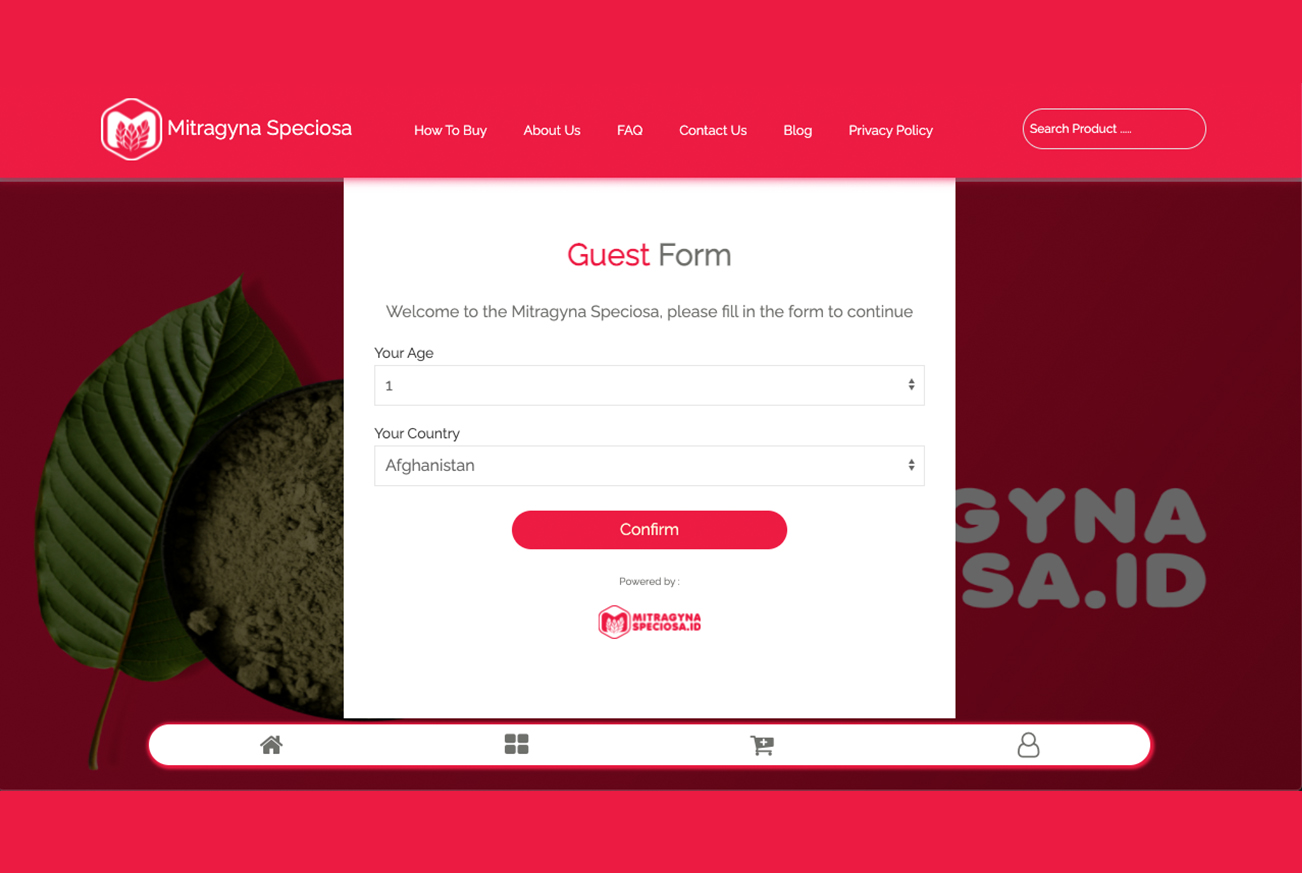 Mitragyna Speciosa
How To Buy
About Us
FAQ
Contact Us
Blog
Privacy Policy
Search Product .....
Guest Form
Welcome to the Mitragyna Speciosa, please fill in the form to continue
Your Age
1
Your Country
Afghanistan
GYNA
SA.ID
Confirm
Powered by :
MITRAGYNA
SPECIOSA.ID